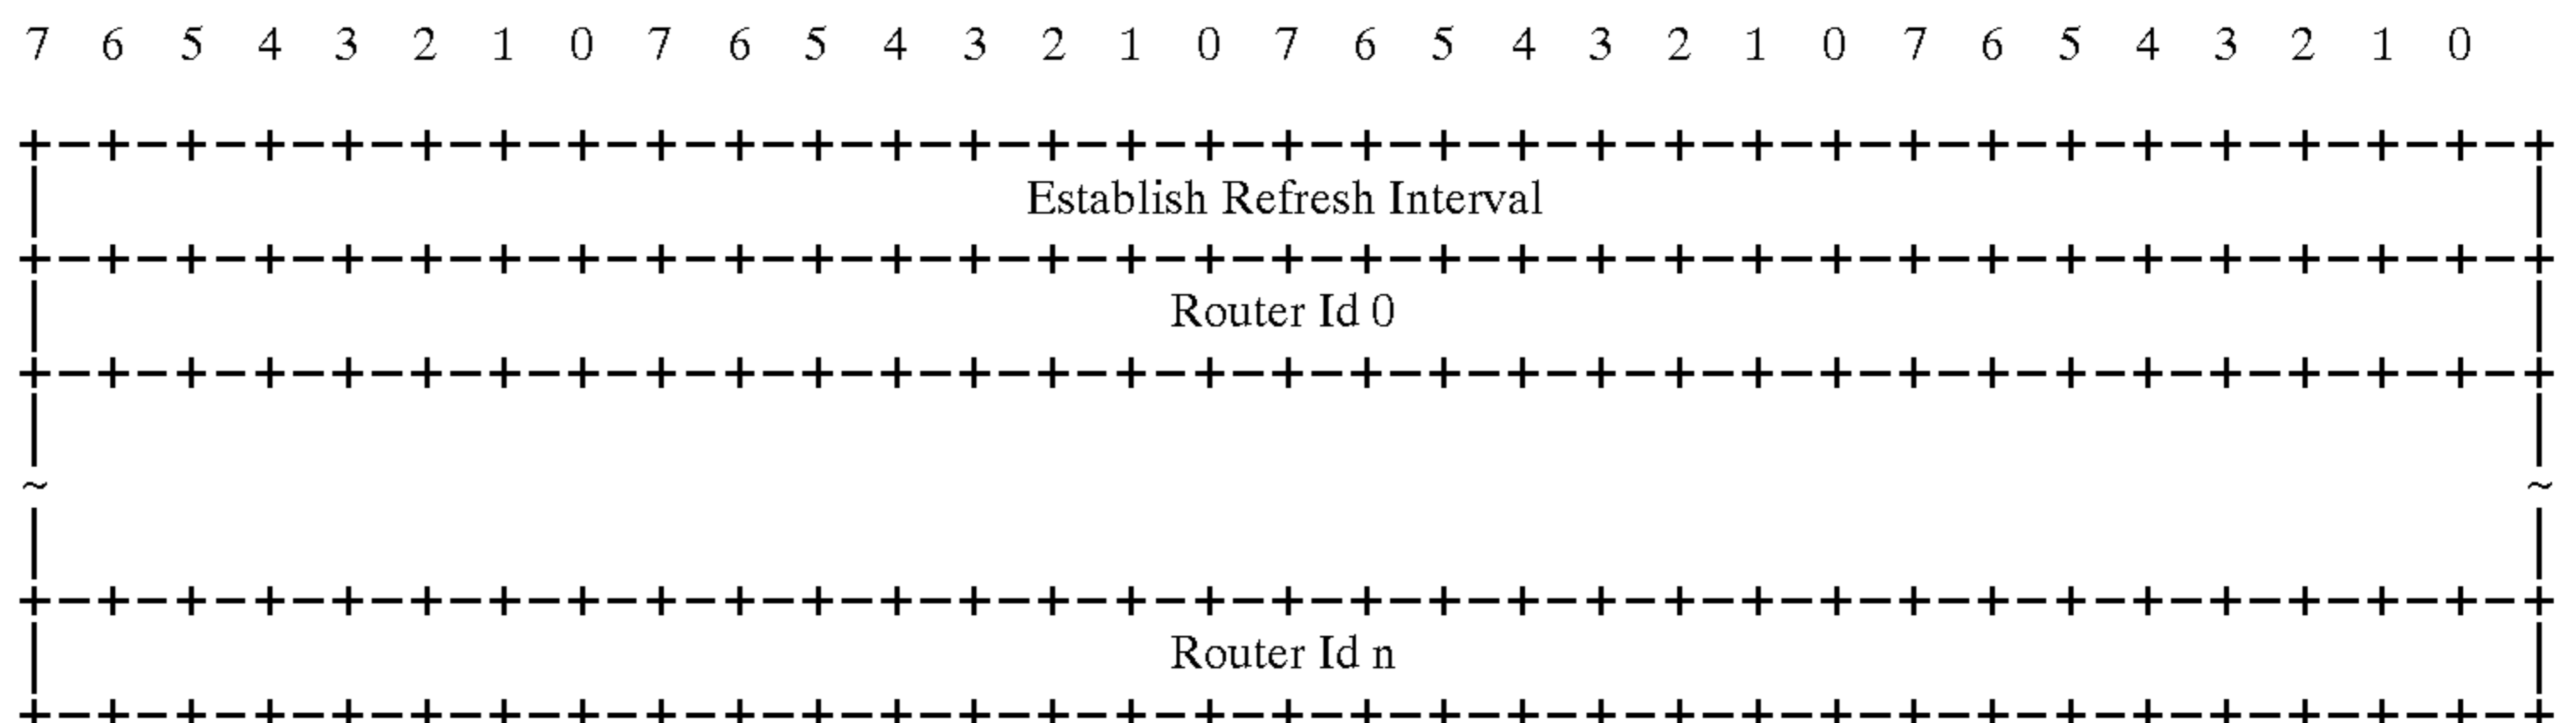 7 6 5 4 3 2 1 0 7 6 5 4 3 2 1 0 7 6 5 4 3 2 1 0 7 6 5 4 3 2 1 0
Establish Refresh Interval
Router Id 0
~ ~
Router Id n